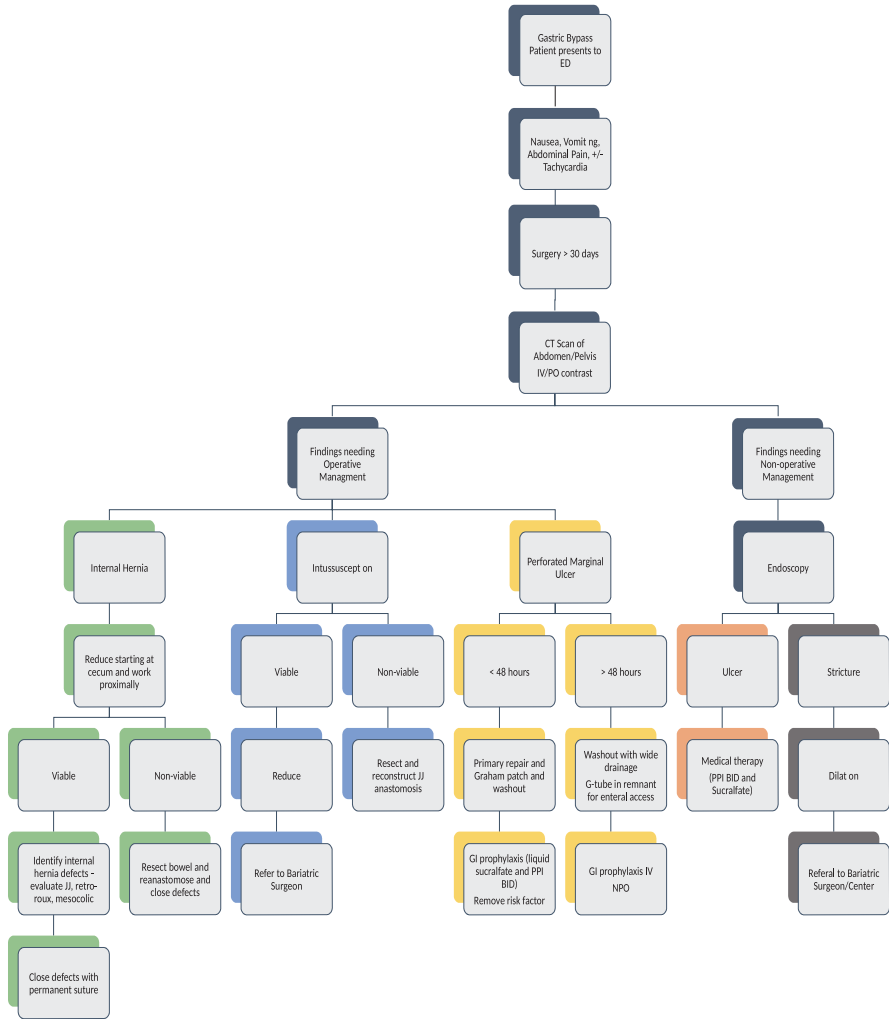 Gastric Bypass
Patient presents to
ED
Nausea, Vomit ng,
Abdominal Pain, +/-
Tachycardia
Surgery > 30 days
CT Scan of
Abdomen/Pelvis
IV/PO contrast
Findings needing
Operative
Managment
Findings needing
Non-operative
Management
Internal Hernia
Intussuscept on
Perforated Marginal
Ulcer
Endoscopy
Reduce starting at
cecum and work
proximally
Viable
Non-viable
< 48 hours
> 48 hours
Ulcer
Stricture
Viable
Non-viable
Reduce
Resect and
reconstruct JJ
anastomosis
Primary repair and
Graham patch and
washout
Washout with wide
drainage
G-tube in remnant
for enteral access
Medical therapy
(PPI BID and
Sucralfate)
Dilat on
Identify internal
hernia defects –
evaluate JJ, retro-
roux, mesocolic
Resect bowel and
reanastomose and
close defects
Refer to Bariatric
Surgeon
GI prophylaxis (liquid
sucralfate and PPI
BID)
Remove risk factor
GI prophylaxis IV
NPO
Referal to Bariatric
Surgeon/Center
Close defects with
permanent suture